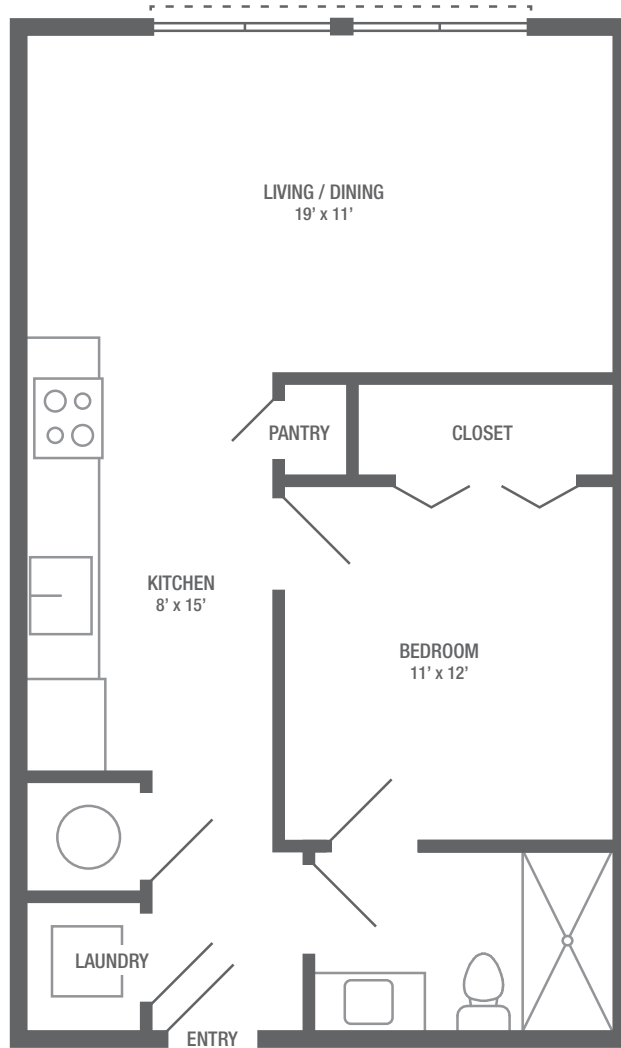 LIVING / DINING
19’ x 11’
PANTRY
CLOSET
KITCHEN
8’ x 15’
BEDROOM
11’ x 12’
LAUNDRY
ENTRY